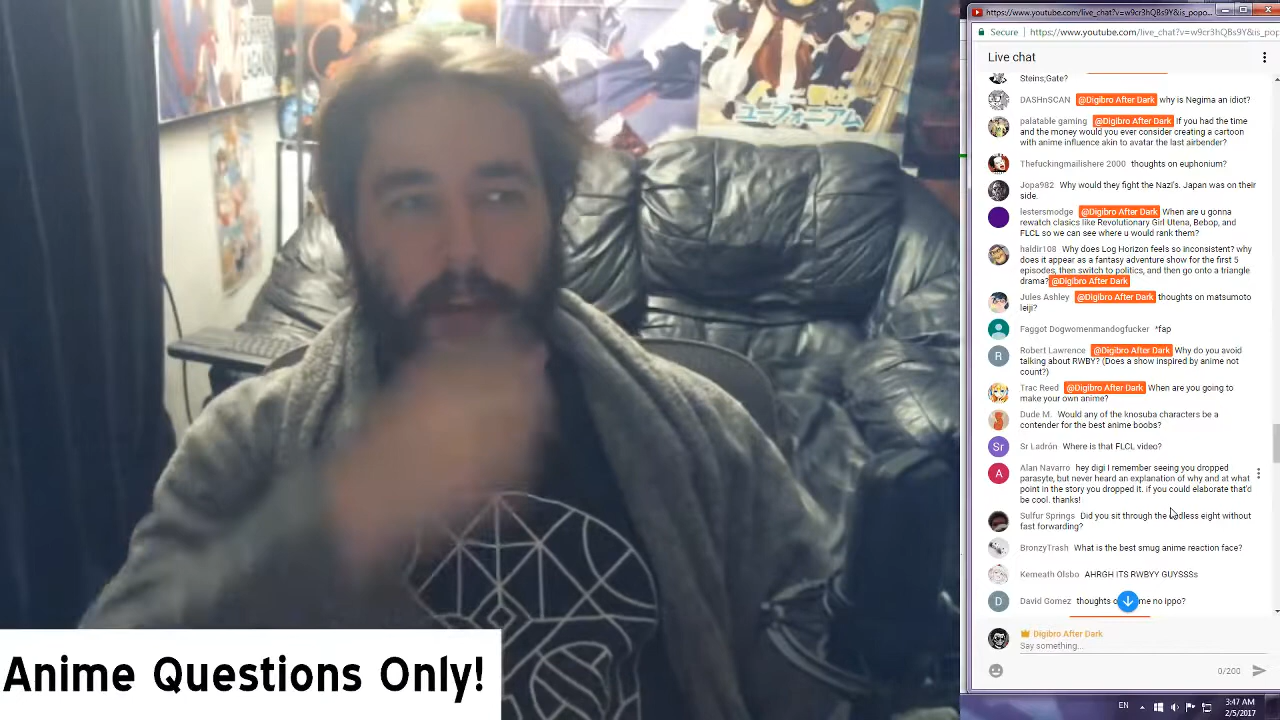 ユーフォニアム
Anime Questions Only!
https://www.youtube.com/live_chat?v=w9cr3hQBs9Y&is_popo...
Secure https://www.youtube.com/live_chat?v=w9cr3hQBs9Y&is_pop
Live chat
Steins;Gate?
DASHnSCAN @Digibro After Dark why is
palatable gaming @Digibro After Dark If you had the time
and the money would you ever consider creating a cartoon
with anime influence akin to avatar the last airbender?
Thefuckingmailishere 2000 thoughts on euphonium?
Jopa982 Why would they fight the Nazi's. Japan was on their
side.
lestersmodge @Digibro After Dark When are u gonna
rewatch clasics like Revolutionary Girl Utena, Bebop, and
FLCL so we can see where u would rank them?
haldir108 Why does Log Horizon feels so inconsistent? why
does it appear as a fantasy adventure show for the first 5
episodes, then switch to politics, and then go onto a triangle
drama? @Digibro After Dark
Jules Ashley @Digibro After Dark thoughts on matsumoto
leiji?
Faggot Dogwomenmandogfucker *fap
Robert Lawrence @Digibro After Dark Why do you avoid
talking about RWBY? (Does a show inspired by anime not
count?)
Trac Reed @Digibro After Dark When are you going to
make your own anime?
Dude M. Would any of the knosuba characters be a
contender for the best anime boobs?
Sr Ladrón Where is that FLCL video?
Alan Navarro hey digi I remember seeing you dropped
parasyte, but never heard an explanation of why and at what
point in the story you dropped it. if you could elaborate that'd
be cool. thanks!
Sulfur Springs Did you sit through the endless eight without
fast forwarding?
BronzyTrash What is the best smug anime reaction face?
Kemeath Olsbo AHRGH ITS RWBYY GUYSSSs
David Gomez thoughts me no ippo?
Digibro After Dark
Say something...
0/200
EN 3:47 AM
2/5/2017